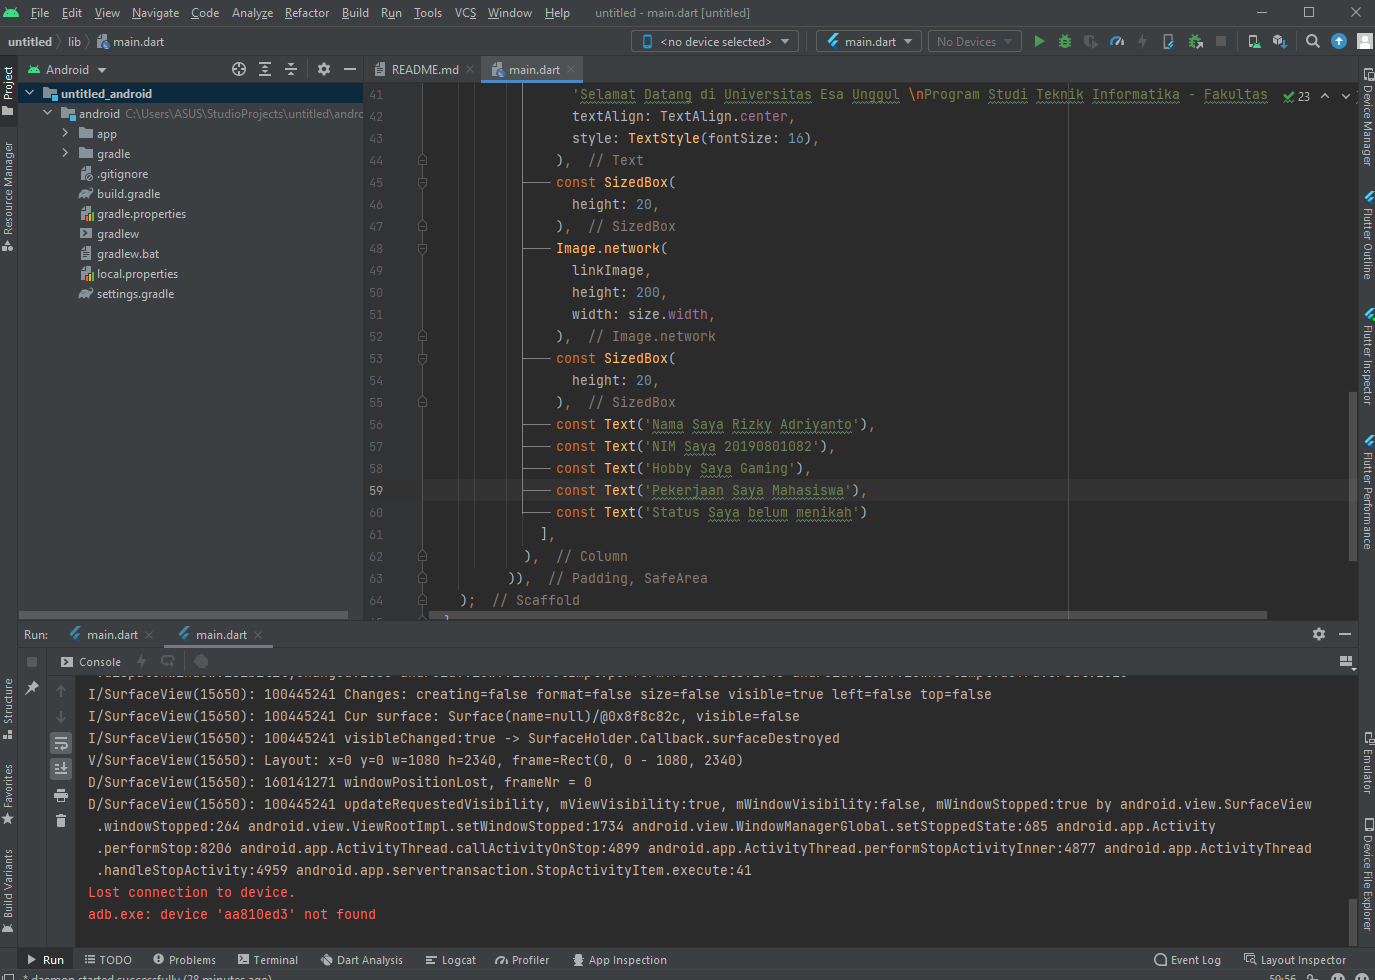 File Edit View Navigate Code Analyze Refactor Build Run Tools VCS Window Help untitled - main.dart [untitled]
untitled lib main.dart <no device selected> main.dart No Devices
Project
Android
README.md
main.dart
untitled_android
android C:\Users\ASUS\StudioProjects\untitled\andro
app
gradle
.gitignore
build.gradle
gradle.properties
gradlew
gradlew.bat
local.properties
settings.gradle
Resource Manager
41 'Selamat Datang di Universitas Esa Unggul \nProgram Studi Teknik Informatika - Fakultas 23
42 textAlign: TextAlign.center,
43 style: TextStyle(fontSize: 16),
44 ), // Text
45 const SizedBox(
46 height: 20,
47 ), // SizedBox
48 Image.network(
49 linkImage,
50 height: 200,
51 width: size.width,
52 ), // Image.network
53 const SizedBox(
54 height: 20,
55 ), // SizedBox
56 const Text('Nama Saya Rizky Adriyanto'),
57 const Text('NIM Saya 20190801082'),
58 const Text('Hobby Saya Gaming'),
59 const Text('Pekerjaan Saya Mahasiswa'),
60 const Text('Status Saya belum menikah')
61 ],
62 ), // Column
63 )), // Padding, SafeArea
64 ); // Scaffold
Device Manager
Flutter Outline
Flutter Inspector
Flutter Performance
Run: main.dart main.dart
Console
I/SurfaceView(15650): 100445241 Changes: creating=false format=false size=false visible=true left=false top=false
I/SurfaceView(15650): 100445241 Cur surface: Surface(name=null)/@0x8f8c82c, visible=false
I/SurfaceView(15650): 100445241 visibleChanged:true -> SurfaceHolder.Callback.surfaceDestroyed
V/SurfaceView(15650): Layout: x=0 y=0 w=1080 h=2340, frame=Rect(0, 0 - 1080, 2340)
D/SurfaceView(15650): 160141271 windowPositionLost, frameNr = 0
D/SurfaceView(15650): 100445241 updateRequestedVisibility, mViewVisibility:true, mWindowVisibility:false, mWindowStopped:true by android.view.SurfaceView
.windowStopped:264 android.view.ViewRootImpl.setWindowStopped:1734 android.view.WindowManagerGlobal.setStoppedState:685 android.app.Activity
.performStop:8206 android.app.ActivityThread.callActivityOnStop:4899 android.app.ActivityThread.performStopActivityInner:4877 android.app.ActivityThread
.handleStopActivity:4959 android.app.servertransaction.StopActivityItem.execute:41
Lost connection to device.
adb.exe: device 'aa810ed3' not found
Structure
Favorites
Build Variants
Emulator
Device File Explorer
Run TODO Problems Terminal Dart Analysis Logcat Profiler App Inspection Event Log Layout Inspector
* daemon started successfully (28 minutes ago) 59:56